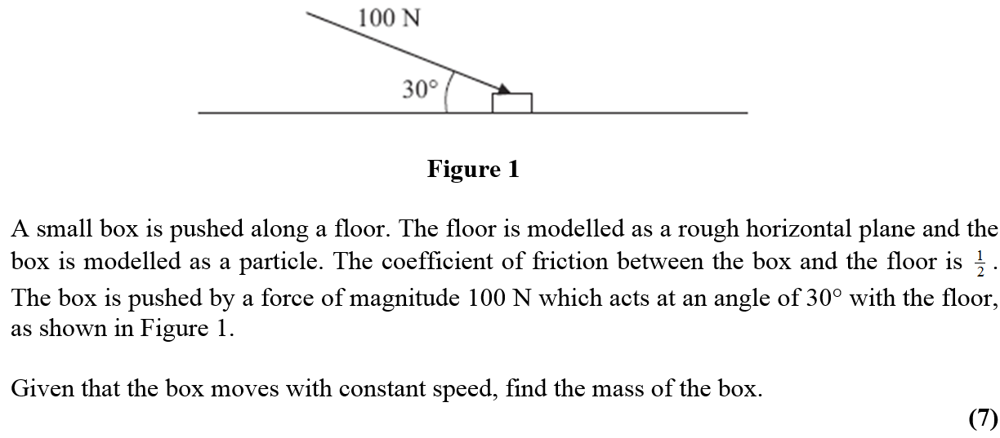 100 N
30°
Figure 1
A small box is pushed along a floor. The floor is modelled as a rough horizontal plane and the
box is modelled as a particle. The coefficient of friction between the box and the floor is 1/2 .
The box is pushed by a force of magnitude 100 N which acts at an angle of 30° with the floor,
as shown in Figure 1.
Given that the box moves with constant speed, find the mass of the box.
(7)